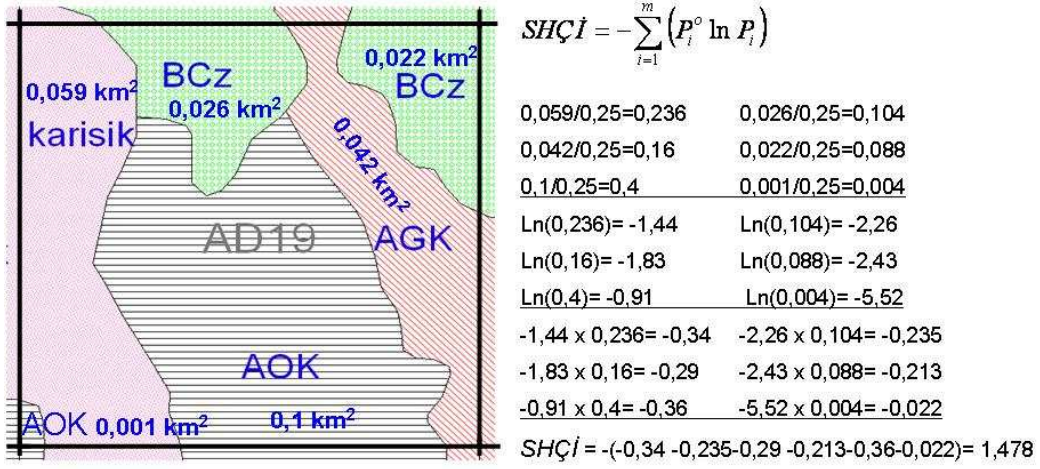 0,059 km²
karisik
BCz
0,026 km²
0,022 km²
BCz
0,042 km²
AD19
AGK
AOK
AOK 0,001 km²
0,1 km²
SHÇİ = -∑ᵢ₌₁ᵐ (Pᵢᵒ ln Pᵢ)
0,059/0,25=0,236 0,026/0,25=0,104
0,042/0,25=0,16 0,022/0,25=0,088
0,1/0,25=0,4 0,001/0,25=0,004
Ln(0,236)= -1,44 Ln(0,104)= -2,26
Ln(0,16)= -1,83 Ln(0,088)= -2,43
Ln(0,4)= -0,91 Ln(0,004)= -5,52
-1,44 x 0,236= -0,34 -2,26 x 0,104= -0,235
-1,83 x 0,16= -0,29 -2,43 x 0,088= -0,213
-0,91 x 0,4= -0,36 -5,52 x 0,004= -0,022
SHÇİ = -(-0,34 -0,235-0,29 -0,213-0,36-0,022)= 1,478